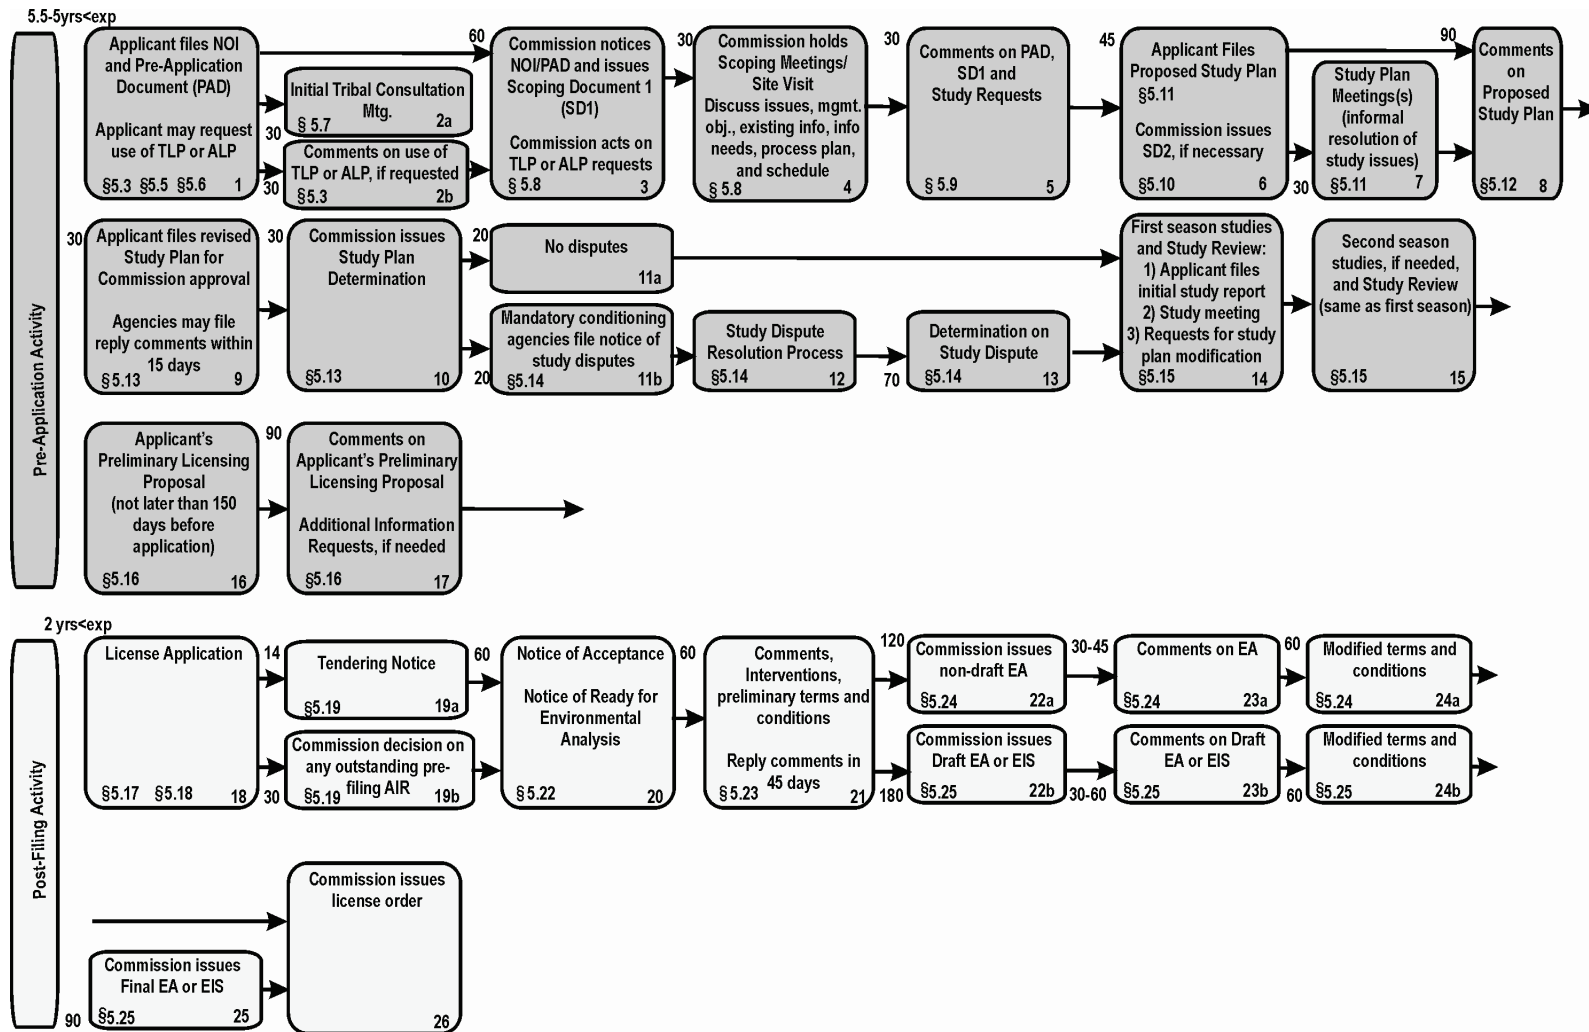 5.5-5yrs<exp
Pre-Application Activity
Applicant files NOI
and Pre-Application
Document (PAD)
Applicant may request
use of TLP or ALP
§5.3 §5.5 §5.6 1
30
Initial Tribal Consultation
Mtg.
§ 5.7 2a
30
Comments on use of
TLP or ALP, if requested
§5.3 2b
60
Commission notices
NOI/PAD and issues
Scoping Document 1
(SD1)
Commission acts on
TLP or ALP requests
§ 5.8 3
30
Commission holds
Scoping Meetings/
Site Visit
Discuss issues, mgmt.
obj., existing info, info
needs, process plan,
and schedule
§ 5.8 4
30
Comments on PAD,
SD1 and
Study Requests
§ 5.9 5
45
Applicant Files
Proposed Study Plan
§5.11
Commission issues
SD2, if necessary
§5.10 6
30
Study Plan
Meetings(s)
(informal
resolution of
study issues)
§5.11 7
90
Comments
on
Proposed
Study Plan
§5.12 8
30
Applicant files revised
Study Plan for
Commission approval
Agencies may file
reply comments within
15 days
§5.13 9
30
Commission issues
Study Plan
Determination
§5.13 10
20
No disputes
11a
20
Mandatory conditioning
agencies file notice of
study disputes
§5.14 11b
Study Dispute
Resolution Process
§5.14 12
70
Determination on
Study Dispute
§5.14 13
First season studies
and Study Review:
1) Applicant files
initial study report
2) Study meeting
3) Requests for study
plan modification
§5.15 14
Second season
studies, if needed,
and Study Review
(same as first season)
§5.15 15
Applicant's
Preliminary Licensing
Proposal
(not later than 150
days before
application)
§5.16 16
90
Comments on
Applicant's Preliminary
Licensing Proposal
Additional Information
Requests, if needed
§5.16 17
2 yrs<exp
Post-Filing Activity
License Application
§5.17 §5.18 18
14
Tendering Notice
§5.19 19a
30
Commission decision on
any outstanding pre-
filing AIR
§5.19 19b
60
Notice of Acceptance
Notice of Ready for
Environmental
Analysis
§ 5.22 20
60
Comments,
Interventions,
preliminary terms and
conditions
Reply comments in
45 days
§ 5.23 21
120
Commission issues
non-draft EA
§5.24 22a
30-45
Comments on EA
§5.24 23a
60
Modified terms and
conditions
§5.24 24a
180
Commission issues
Draft EA or EIS
§5.25 22b
30-60
Comments on Draft
EA or EIS
§5.25 23b
60
Modified terms and
conditions
§5.25 24b
90
Commission issues
Final EA or EIS
§5.25 25
Commission issues
license order
26